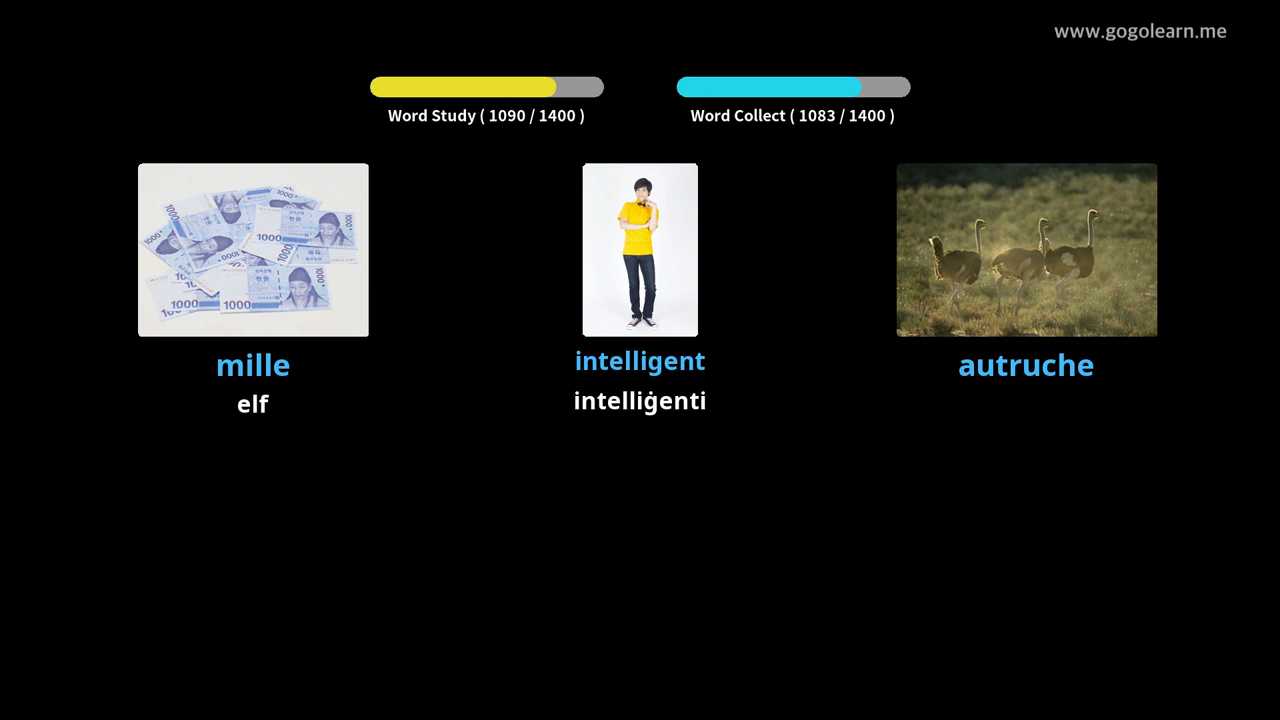 www.gogolearn.me
Word Study ( 1090 / 1400 )
Word Collect ( 1083 / 1400 )
mille
intelligent
autruche
elf
intelliġenti